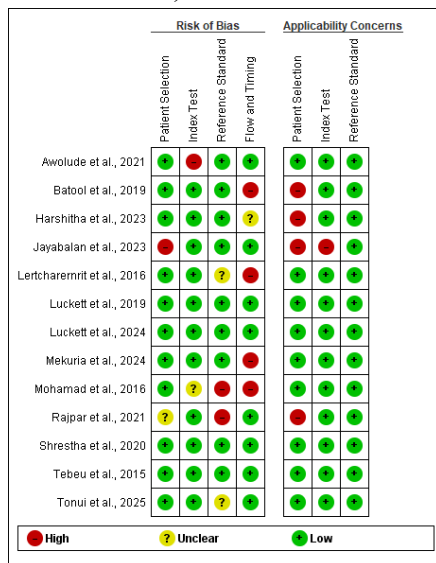 Risk of Bias Applicability Concerns
Patient Selection Index Test Reference Standard Flow and Timing Patient Selection Index Test Reference Standard
Awolude et al., 2021 + - + + + + +
Batool et al., 2019 + + + - - + +
Harshitha et al., 2023 + + + ? - + +
Jayabalan et al., 2023 - + + + - - +
Lertcharernrit et al., 2016 + + ? - + + +
Luckett et al., 2019 + + + + + + +
Luckett et al., 2024 + + + + + + +
Mekuria et al., 2024 + + + - + + +
Mohamad et al., 2016 + ? - - + + +
Rajpar et al., 2021 ? + - + - + +
Shrestha et al., 2020 + + + + + + +
Tebeu et al., 2015 + + + + + + +
Tonui et al., 2025 + + ? + + + +
- High ? Unclear + Low